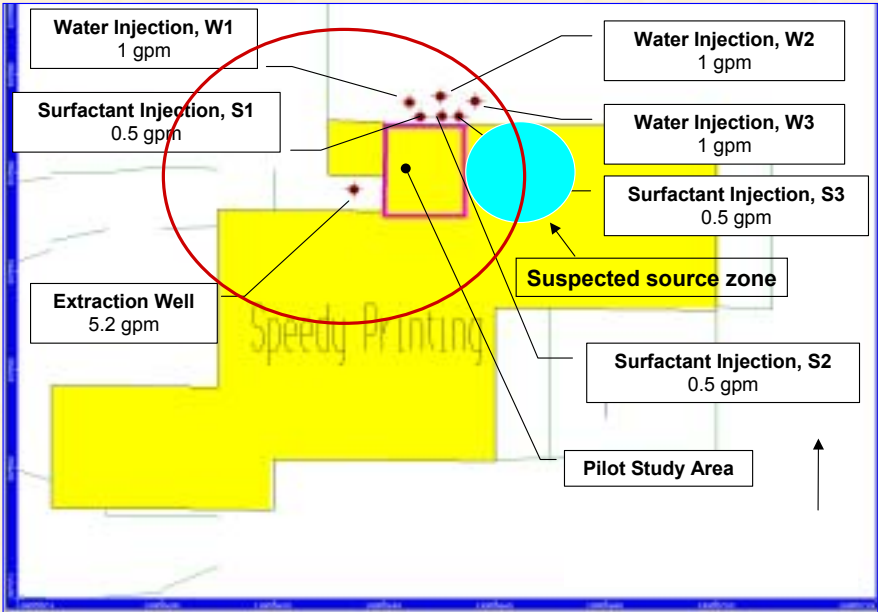 Water Injection, W1
1 gpm
Water Injection, W2
1 gpm
Surfactant Injection, S1
0.5 gpm
Water Injection, W3
1 gpm
Surfactant Injection, S3
0.5 gpm
Suspected source zone
Extraction Well
5.2 gpm
Speedy Printing
Surfactant Injection, S2
0.5 gpm
Pilot Study Area